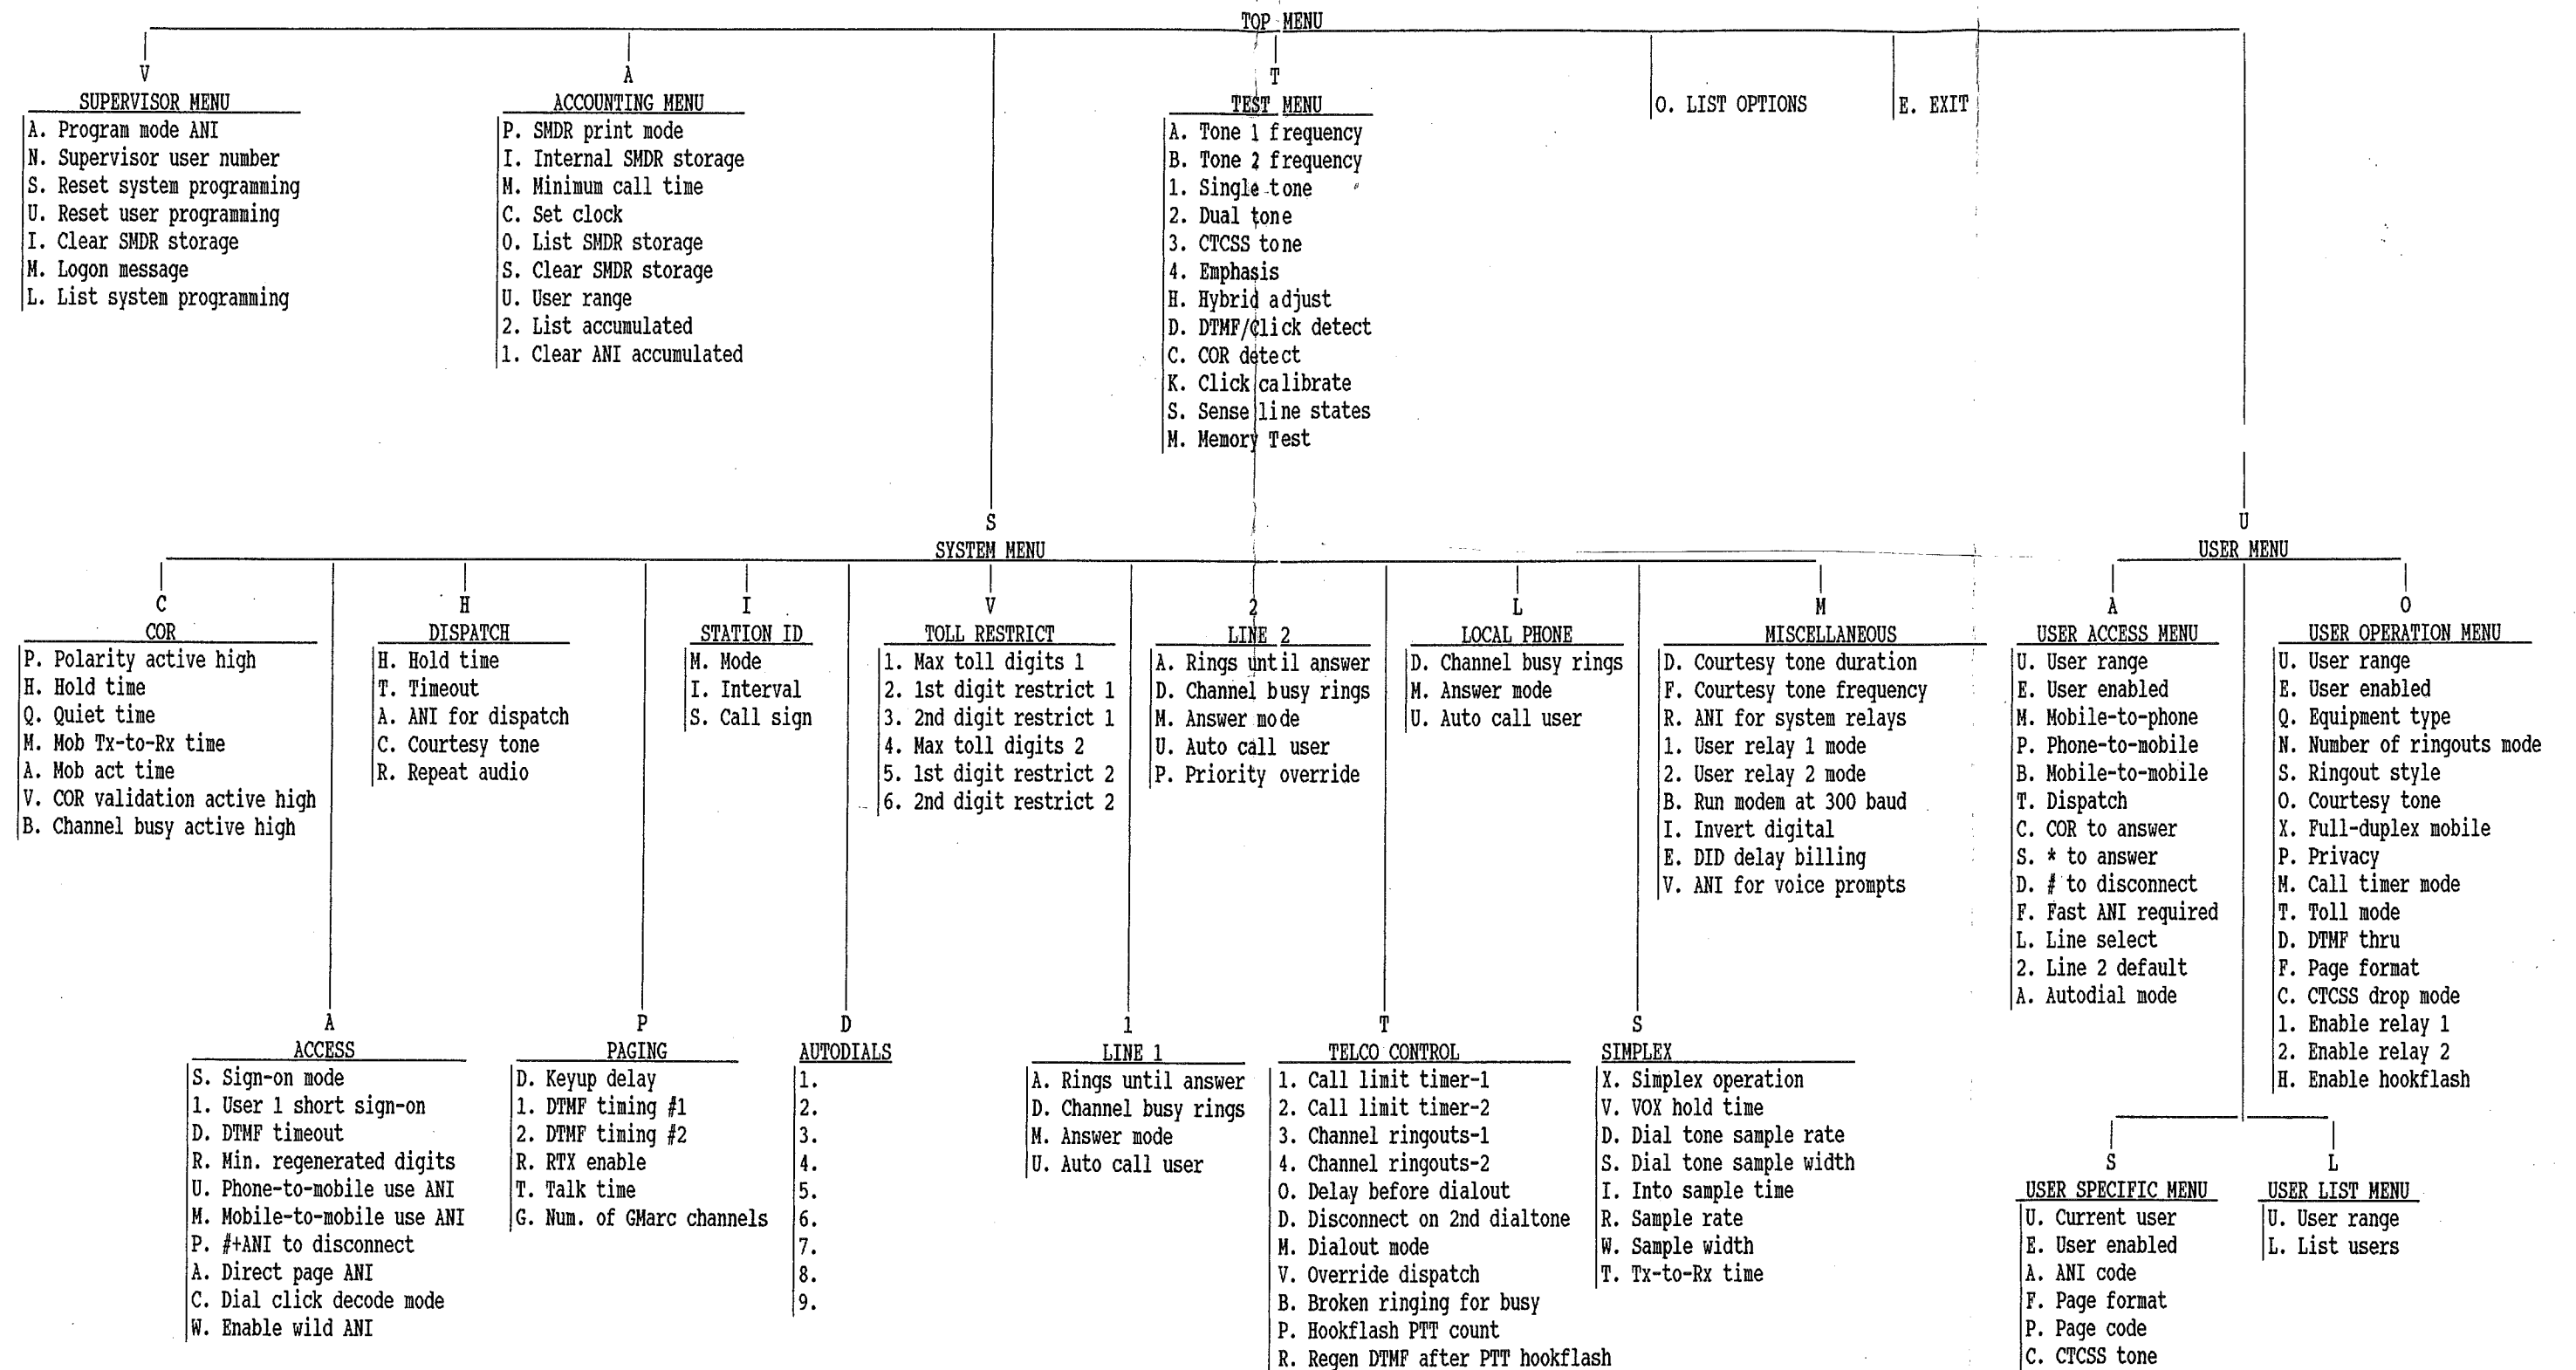 TOP MENU
V
SUPERVISOR MENU
A. Program mode ANI
N. Supervisor user number
S. Reset system programming
U. Reset user programming
I. Clear SMDR storage
M. Logon message
L. List system programming
A
ACCOUNTING MENU
P. SMDR print mode
I. Internal SMDR storage
M. Minimum call time
C. Set clock
O. List SMDR storage
S. Clear SMDR storage
U. User range
2. List accumulated
1. Clear ANI accumulated
T
TEST MENU
A. Tone 1 frequency
B. Tone 2 frequency
1. Single tone
2. Dual tone
3. CTCSS tone
4. Emphasis
H. Hybrid adjust
D. DTMF/Click detect
C. COR detect
K. Click calibrate
S. Sense line states
M. Memory Test
O. LIST OPTIONS
E. EXIT
S
SYSTEM MENU
C
COR
P. Polarity active high
H. Hold time
Q. Quiet time
M. Mob Tx-to-Rx time
A. Mob act time
V. COR validation active high
B. Channel busy active high
H
DISPATCH
H. Hold time
T. Timeout
A. ANI for dispatch
C. Courtesy tone
R. Repeat audio
I
STATION ID
M. Mode
I. Interval
S. Call sign
V
TOLL RESTRICT
1. Max toll digits 1
2. 1st digit restrict 1
3. 2nd digit restrict 1
4. Max toll digits 2
5. 1st digit restrict 2
6. 2nd digit restrict 2
2
LINE 2
A. Rings until answer
D. Channel busy rings
M. Answer mode
U. Auto call user
P. Priority override
L
LOCAL PHONE
D. Channel busy rings
M. Answer mode
U. Auto call user
M
MISCELLANEOUS
D. Courtesy tone duration
F. Courtesy tone frequency
R. ANI for system relays
1. User relay 1 mode
2. User relay 2 mode
B. Run modem at 300 baud
I. Invert digital
E. DID delay billing
V. ANI for voice prompts
A
ACCESS
S. Sign-on mode
1. User 1 short sign-on
D. DTMF timeout
R. Min. regenerated digits
U. Phone-to-mobile use ANI
M. Mobile-to-mobile use ANI
P. #+ANI to disconnect
A. Direct page ANI
C. Dial click decode mode
W. Enable wild ANI
P
PAGING
D. Keyup delay
1. DTMF timing #1
2. DTMF timing #2
R. RTX enable
T. Talk time
G. Num. of GMarc channels
D
AUTODIALS
1.
2.
3.
4.
5.
6.
7.
8.
9.
1
LINE 1
A. Rings until answer
D. Channel busy rings
M. Answer mode
U. Auto call user
T
TELCO CONTROL
1. Call limit timer-1
2. Call limit timer-2
3. Channel ringouts-1
4. Channel ringouts-2
O. Delay before dialout
D. Disconnect on 2nd dialtone
M. Dialout mode
V. Override dispatch
B. Broken ringing for busy
P. Hookflash PTT count
R. Regen DTMF after PTT hookflash
S
SIMPLEX
X. Simplex operation
V. VOX hold time
D. Dial tone sample rate
S. Dial tone sample width
I. Into sample time
R. Sample rate
W. Sample width
T. Tx-to-Rx time
U
USER MENU
A
USER ACCESS MENU
U. User range
E. User enabled
M. Mobile-to-phone
P. Phone-to-mobile
B. Mobile-to-mobile
T. Dispatch
C. COR to answer
S. * to answer
D. # to disconnect
F. Fast ANI required
L. Line select
2. Line 2 default
A. Autodial mode
O
USER OPERATION MENU
U. User range
E. User enabled
Q. Equipment type
N. Number of ringouts mode
S. Ringout style
O. Courtesy tone
X. Full-duplex mobile
P. Privacy
M. Call timer mode
T. Toll mode
D. DTMF thru
F. Page format
C. CTCSS drop mode
1. Enable relay 1
2. Enable relay 2
H. Enable hookflash
S
USER SPECIFIC MENU
U. Current user
E. User enabled
A. ANI code
F. Page format
P. Page code
C. CTCSS tone
L
USER LIST MENU
U. User range
L. List users